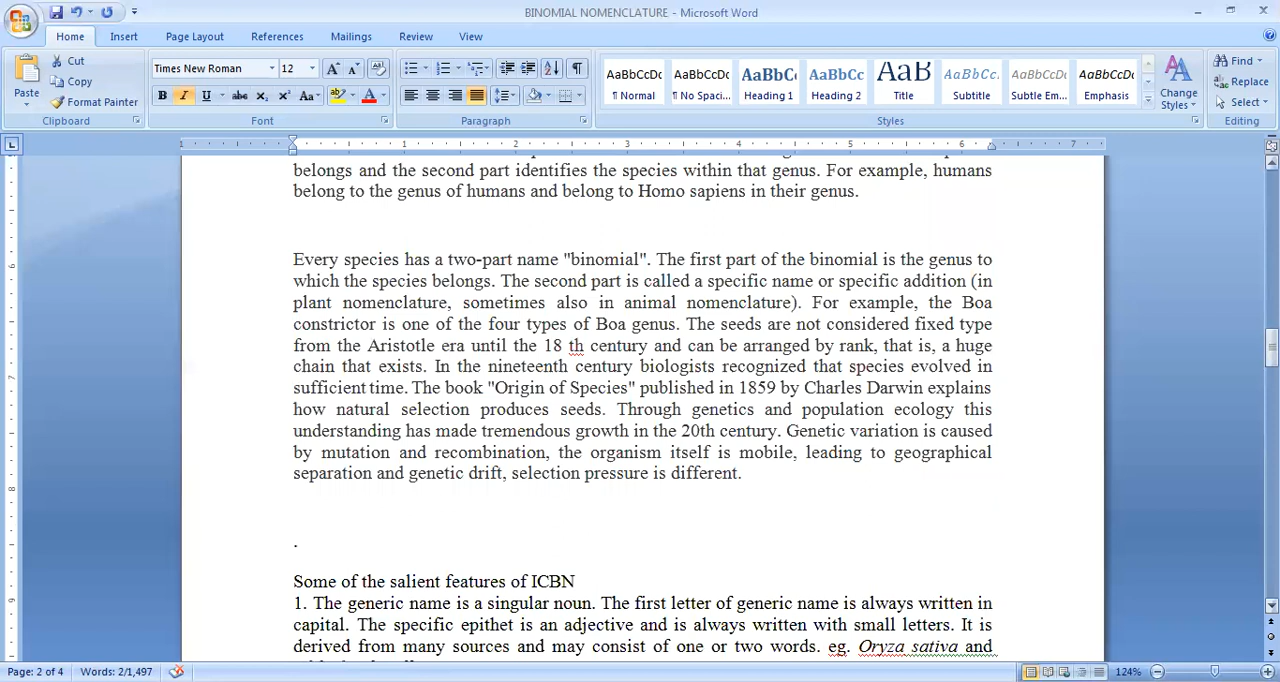 BINOMIAL NOMENCLATURE - Microsoft Word
Home Insert Page Layout References Mailings Review View
Paste Cut Copy Format Painter Clipboard
Times New Roman 12 Font
Paragraph
AaBbCcDc ¶ Normal AaBbCcDc ¶ No Spaci... AaBbC Heading 1 AaBbCc Heading 2 AaB Title AaBbCc. Subtitle AaBbCcDc Subtle Em... AaBbCcDc Emphasis Change Styles Styles
Find Replace Select Editing
1 1 2 3 4 5 6 7
belongs and the second part identifies the species within that genus. For example, humans
belong to the genus of humans and belong to Homo sapiens in their genus.
Every species has a two-part name "binomial". The first part of the binomial is the genus to
which the species belongs. The second part is called a specific name or specific addition (in
plant nomenclature, sometimes also in animal nomenclature). For example, the Boa
constrictor is one of the four types of Boa genus. The seeds are not considered fixed type
from the Aristotle era until the 18 th century and can be arranged by rank, that is, a huge
chain that exists. In the nineteenth century biologists recognized that species evolved in
sufficient time. The book "Origin of Species" published in 1859 by Charles Darwin explains
how natural selection produces seeds. Through genetics and population ecology this
understanding has made tremendous growth in the 20th century. Genetic variation is caused
by mutation and recombination, the organism itself is mobile, leading to geographical
separation and genetic drift, selection pressure is different.
.
Some of the salient features of ICBN
1. The generic name is a singular noun. The first letter of generic name is always written in
capital. The specific epithet is an adjective and is always written with small letters. It is
derived from many sources and may consist of one or two words. eg. Oryza sativa and
Page: 2 of 4 Words: 2/1,497 124%